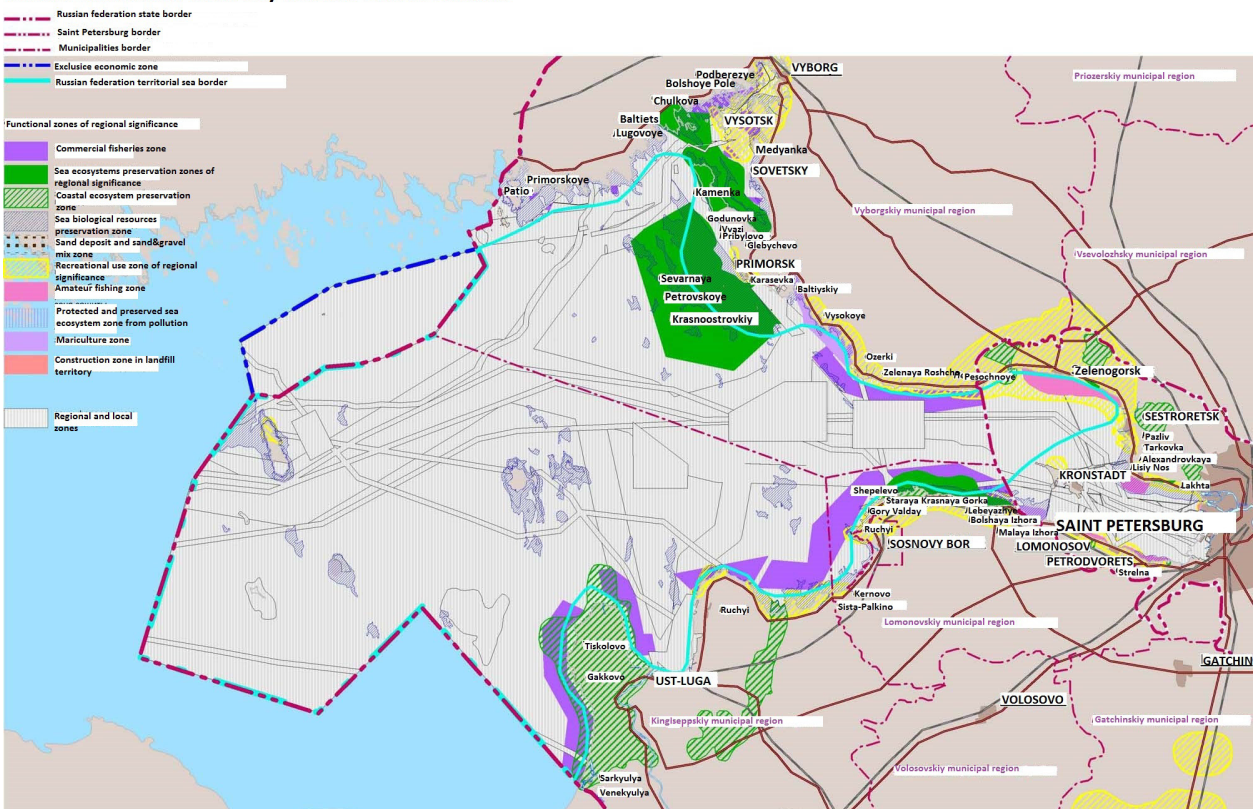 Russian federation state border
Saint Petersburg border
Municipalities border
Exclusice economic zone
Russian federation territorial sea border
Functional zones of regional significance
Commercial fisheries zone
Sea ecosystems preservation zones of
regional significance
Coastal ecosystem preservation
zone
Sea biological resources
preservation zone
Sand deposit and sand&gravel
mix zone
Recreational use zone of regional
significance
Amateur fishing zone
Protected and preserved sea
ecosystem zone from pollution
Mariculture zone
Construction zone in landfill
territory
Regional and local
zones
Podberezye
VYBORG
Bolshoye Pole
Priozerskiy municipal region
Chulkova
Baltiets
VYSOTSK
Lugovoye
Medyanka
SOVETSKY
Primorskoye
Patio
Kamenka
Vyborgskiy municipal region
Godunovka
Vvazi
Pribylovo
Glebychevo
Vsevolozhsky municipal region
PRIMORSK
Sevarnaya
Karasevka
Baltiyskiy
Petrovskoye
Krasnoostrovkiy
Vysokoye
Ozerki
Zelenaya Roshcha
Pesochnoye
Zelenogorsk
SESTRORETSK
Pazliv
Tarkovka
Alexandrovkaya
Lisiy Nos
KRONSTADT
Lakhta
Shepelevo
Staraya Krasnaya Gorka
Gory Valday
Lebeyazhye
Bolshaya Izhora
Ruchyi
Malaya Izhora
SAINT PETERSBURG
SOSNOVY BOR
LOMONOSOV
PETRODVORETS
Strelna
Kernovo
Sista-Palkino
Ruchyi
Lomonovskiy municipal region
Tiskolovo
GATCHIN
Gakkovo
UST-LUGA
VOLOSOVO
Kingiseppskiy municipal region
Gatchinskiy municipal region
Volosovskiy municipal region
Sarkyulya
Venekyulya